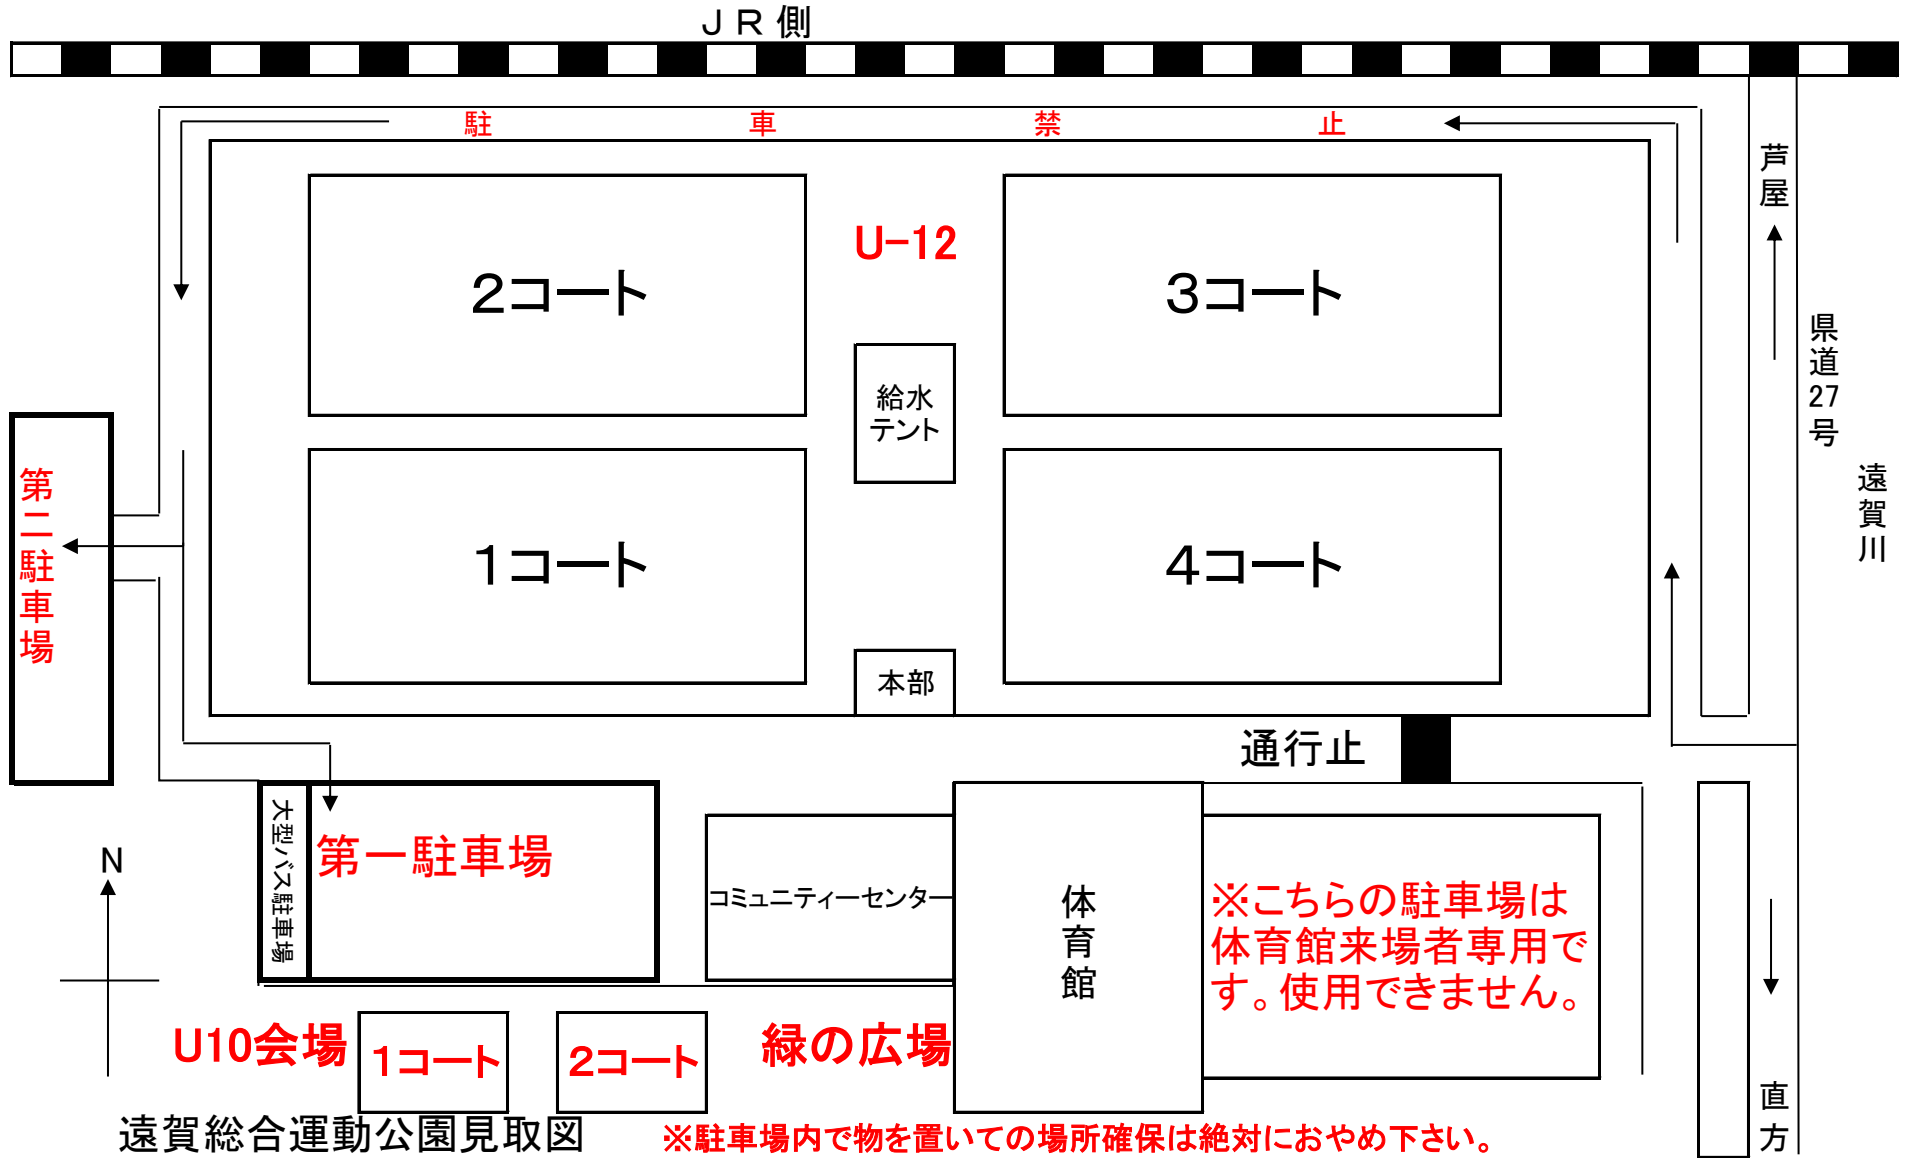 ＪＲ側
駐車禁止
芦屋
U-12
２コート
３コート
県道27号
給水
テント
遠賀川
第二駐車場
１コート
４コート
本部
通行止
大型バス駐車場
第一駐車場
N
コミュニティーセンター
体育館
※こちらの駐車場は
体育館来場者専用で
す。使用できません。
U10会場
１コート
２コート
緑の広場
直方
遠賀総合運動公園見取図
※駐車場内で物を置いての場所確保は絶対におやめ下さい。